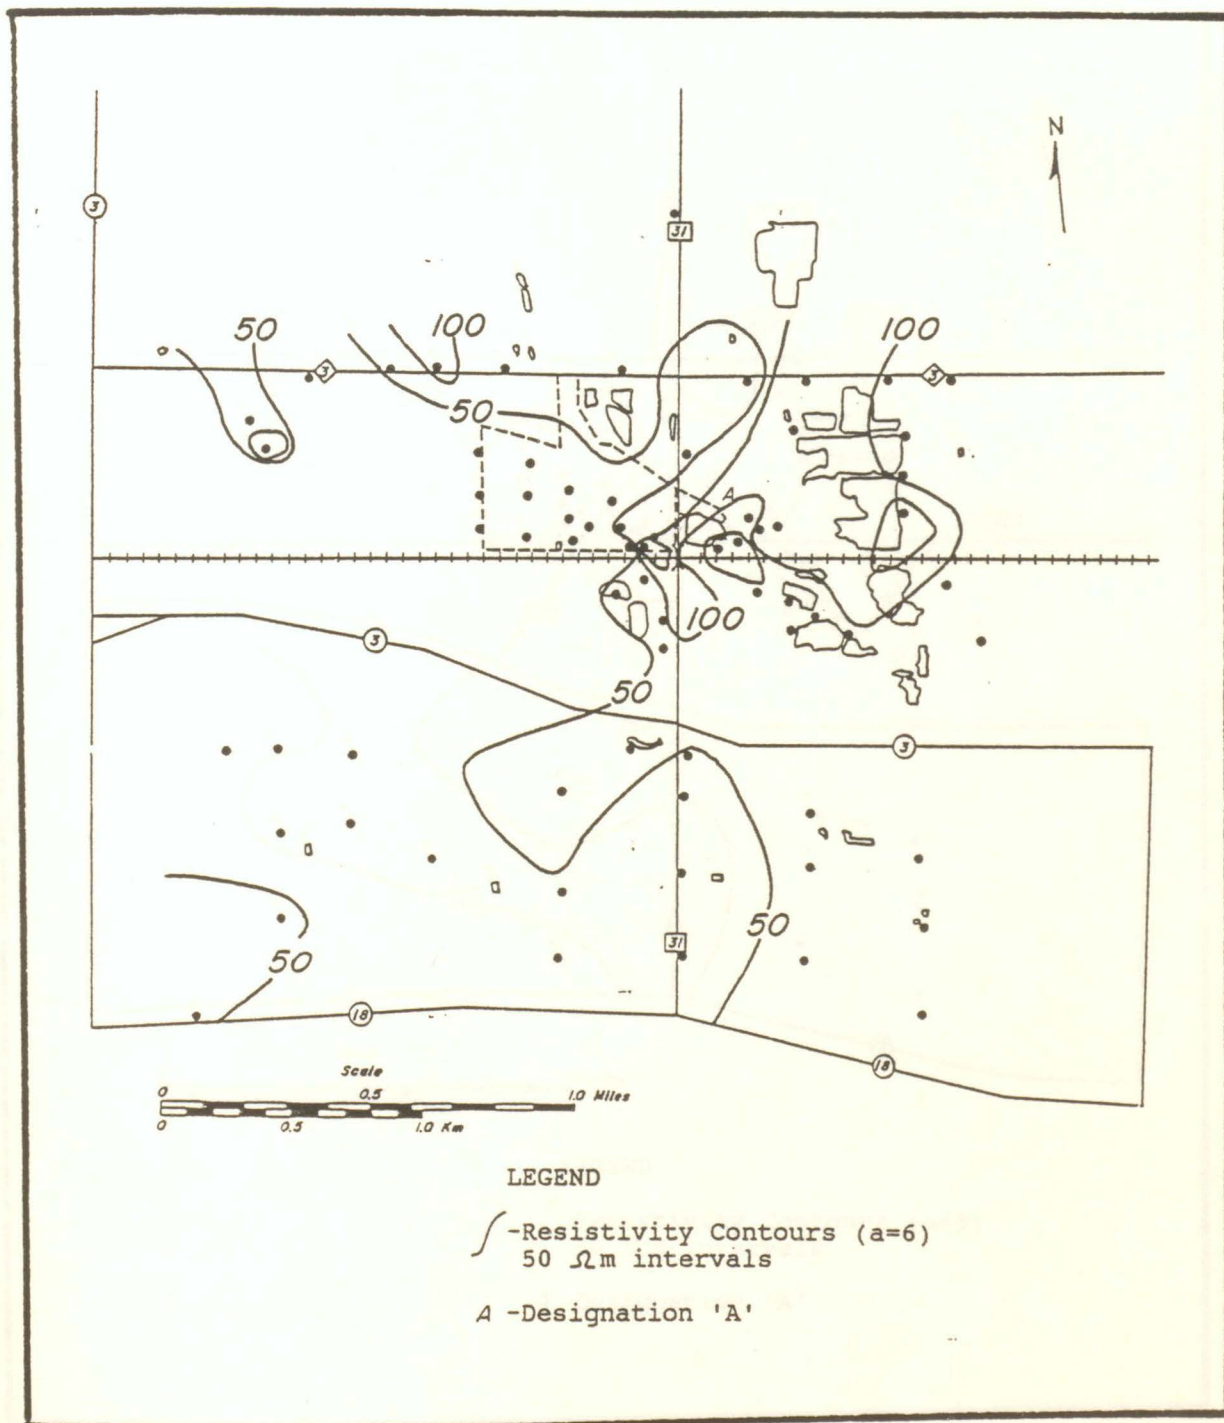 N
3
31
50
100
100
3
3
50
A
100
3
50
3
50
31
50
18
18
Scale
0 0.5 1.0 Miles
0 0.5 1.0 Km
LEGEND
-Resistivity Contours (a=6)
50 Ωm intervals
A -Designation 'A'